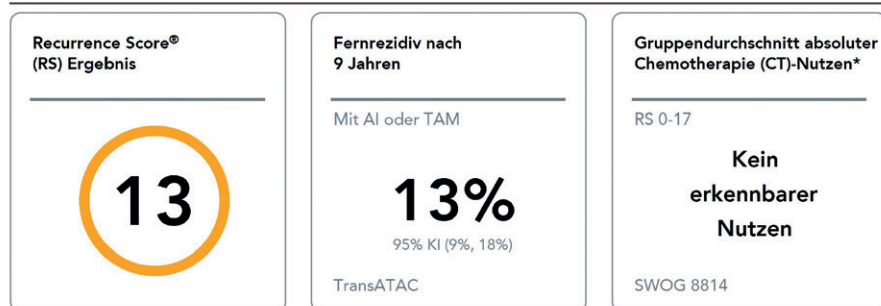 Recurrence Score®
(RS) Ergebnis
13
Fernrezidiv nach
9 Jahren
Mit AI oder TAM
13%
95% KI (9%, 18%)
TransATAC
Gruppendurchschnitt absoluter
Chemotherapie (CT)-Nutzen*
RS 0-17
Kein
erkennbarer
Nutzen
SWOG 8814